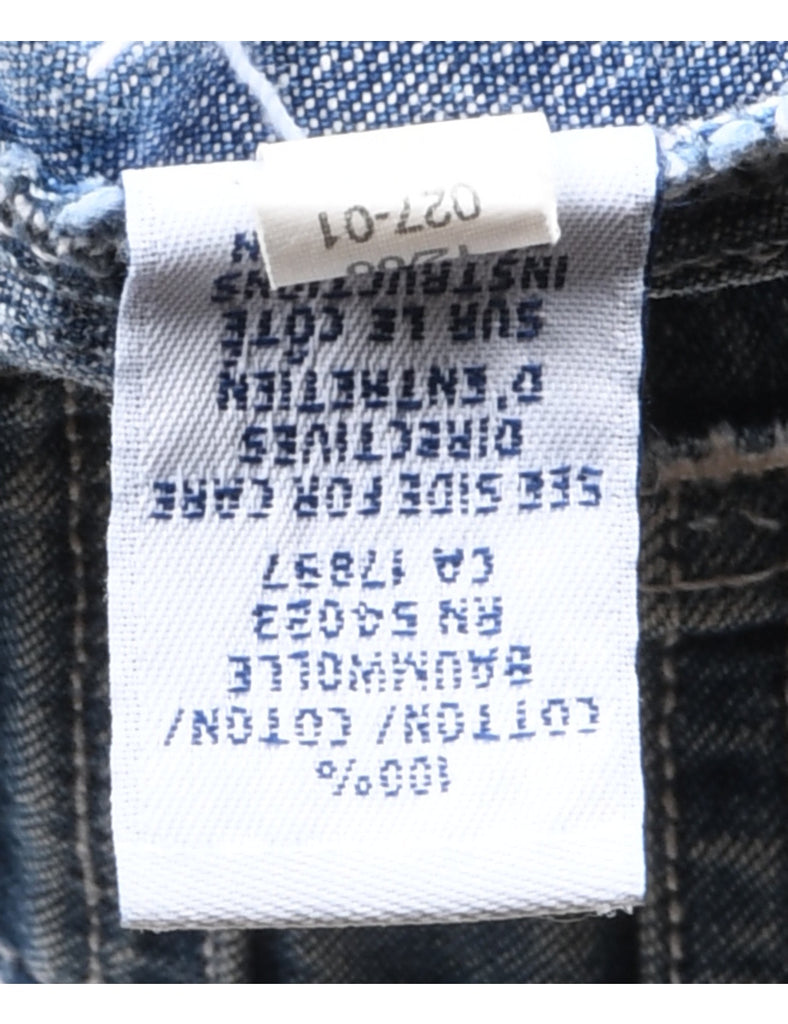 100%
COTTON/ COTON/
BAUMWOLLE
RN 54023
CA 17897
SEE SIDE FOR CARE
DIRECTIVES
D'ENTRETIEN
SUR LE CÔTÉ
INSTRUCTIONS
027-01